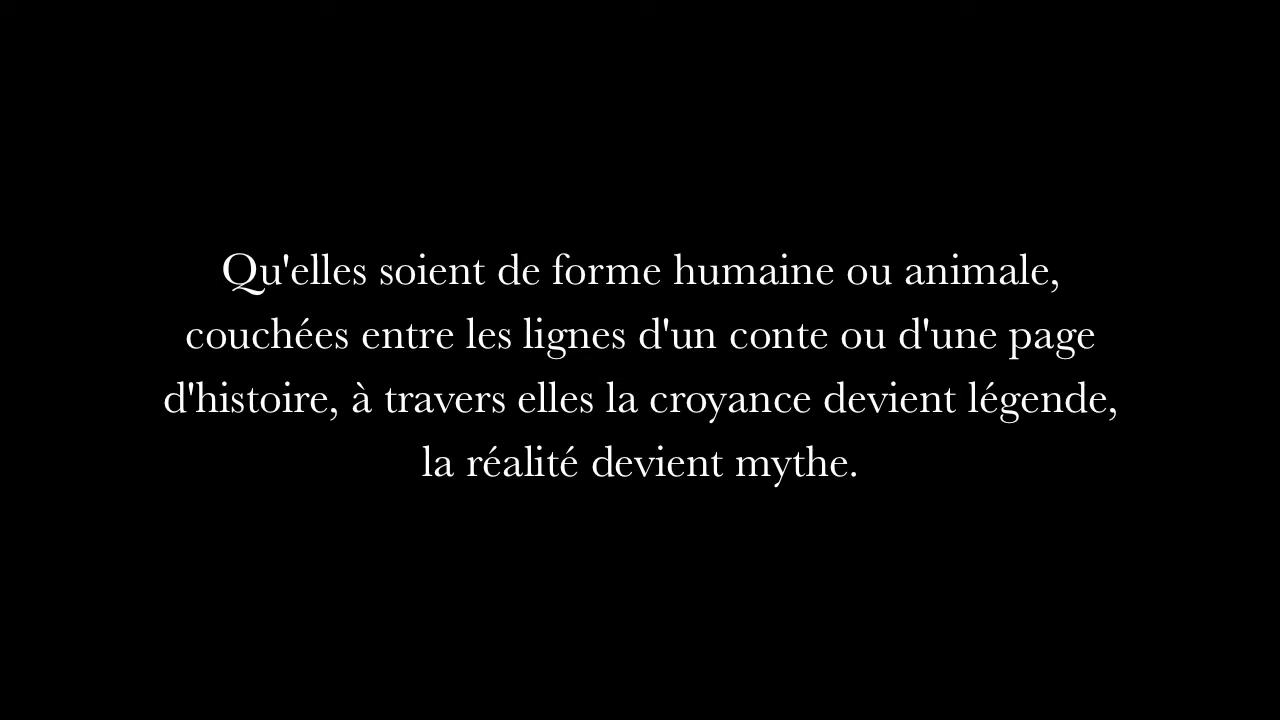 Qu'elles soient de forme humaine ou animale,
couchées entre les lignes d'un conte ou d'une page
d'histoire, à travers elles la croyance devient légende,
la réalité devient mythe.